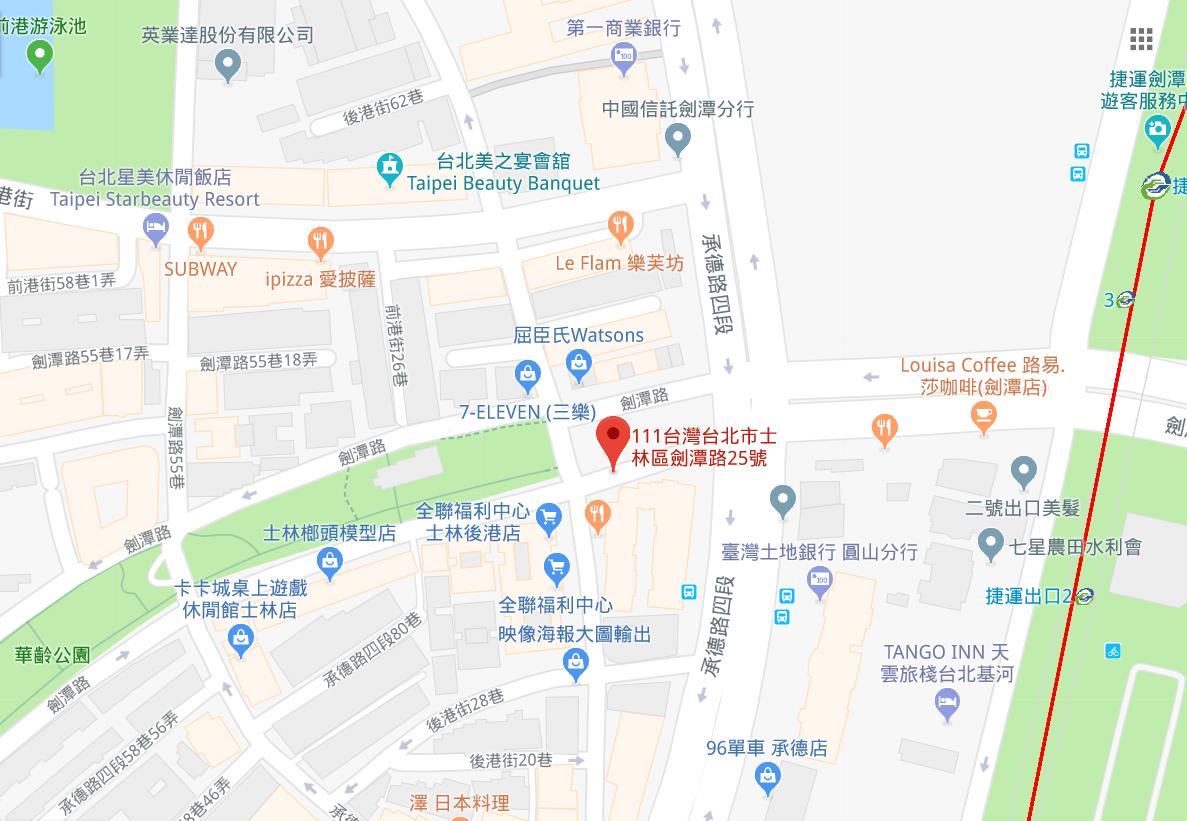 前港游泳池
英業達股份有限公司
第一商業銀行
捷運劍潭
遊客服務中
後港街62巷
中國信託劍潭分行
台北美之宴會舘
Taipei Beauty Banquet
台北星美休閒飯店
Taipei Starbeauty Resort
港街
捷
SUBWAY
ipizza 愛披薩
Le Flam 樂芙坊
承德路四段
前港街58巷1弄
3
前港街26巷
屈臣氏Watsons
劍潭路55巷17弄
劍潭路55巷18弄
Louisa Coffee 路易.
莎咖啡(劍潭店)
7-ELEVEN (三樂)
劍潭路
劍潭路55巷
111台灣台北市士
林區劍潭路25號
劍潭路
全聯福利中心
士林後港店
二號出口美髮
士林榔頭模型店
劍潭路
臺灣土地銀行 圓山分行
七星農田水利會
卡卡城桌上遊戲
休閒館士林店
全聯福利中心
捷運出口2
承德路四段
映像海報大圖輸出
承德路四段80巷
華齡公園
TANGO INN 天
雲旅棧台北基河
劍潭路
後港街28巷
承德路四段58巷56弄
96單車 承德店
後港街20巷
8巷46弄
澤 日本料理